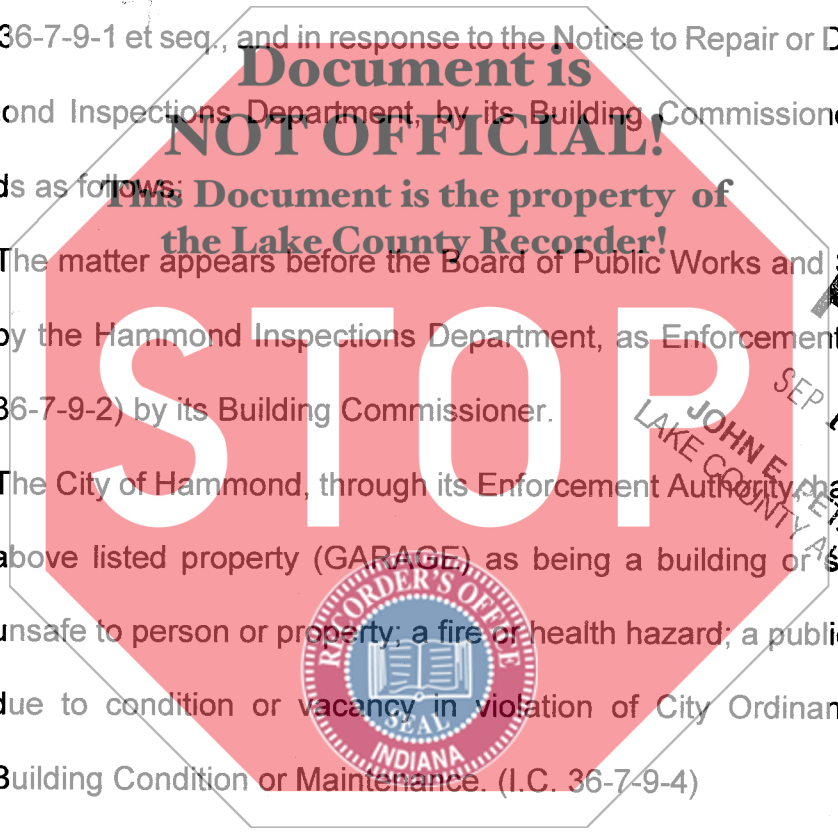 36-7-9-1 et seq., and in response to the Notice to Repair or D
Document is
ond Inspections Department, by its Building Commission
NOT OFFICIAL!
ds as follows:
This Document is the property of
the Lake County Recorder!
The matter appears before the Board of Public Works and
by the Hammond Inspections Department, as Enforcement
STOP
SEP
36-7-9-2) by its Building Commissioner.
JOHN E.
LAKE COUNTY
The City of Hammond, through its Enforcement Authority, ha
above listed property (GARAGE) as being a building or s
RECORDER'S OFFICE
unsafe to person or property; a fire or health hazard; a publi
due to condition or vacancy in violation of City Ordinan
SEAL
INDIANA
Building Condition or Maintenance. (I.C. 36-7-9-4)